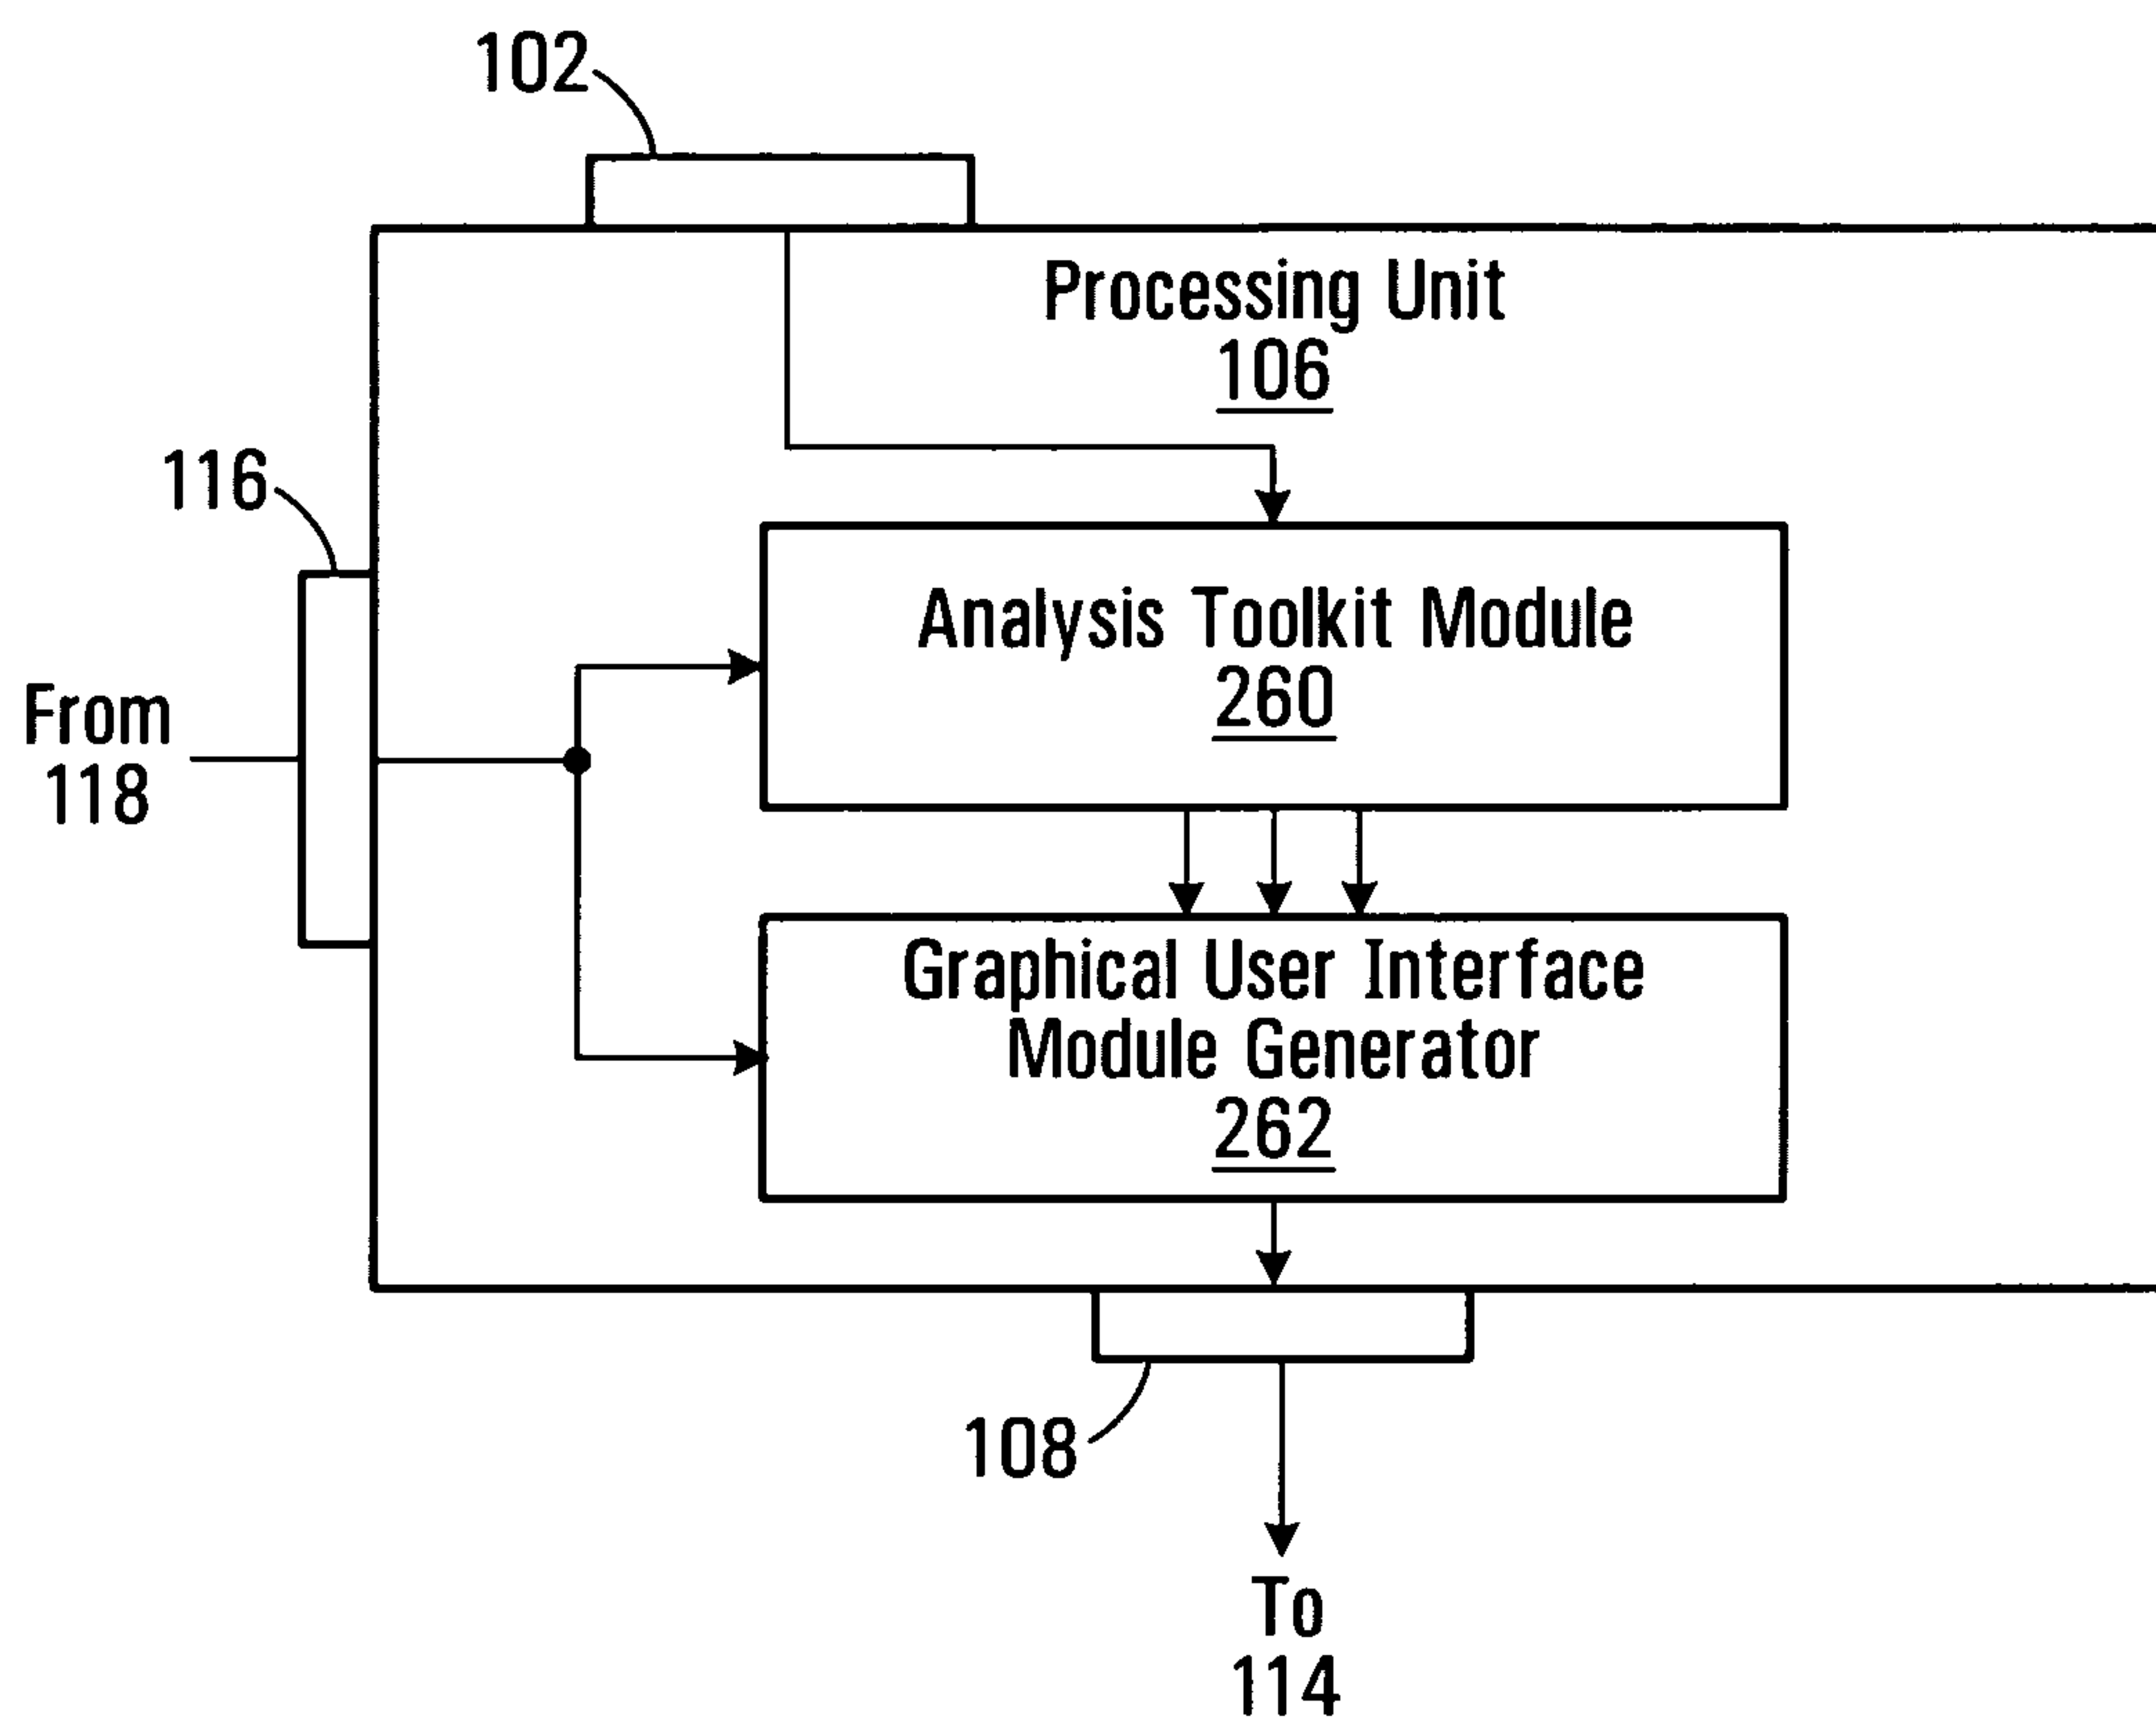 102
Processing Unit
106
116
Analysis Toolkit Module
260
From
118
Graphical User Interface
Module Generator
262
108
To
114